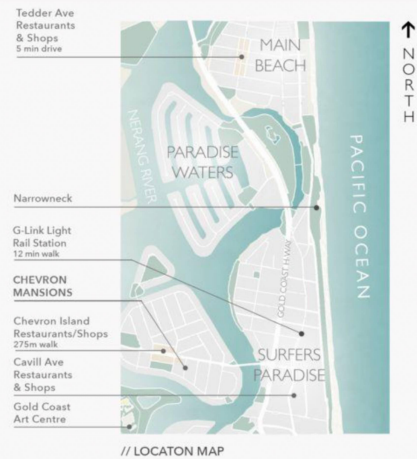 Tedder Ave
Restaurants
& Shops
5 min drive
MAIN
BEACH
NORTH
NERANG RIVER
PARADISE
WATERS
PACIFIC OCEAN
Narrowneck
G-Link Light
Rail Station
12 min walk
GOLD COAST HWAY
CHEVRON
MANSIONS
Chevron Island
Restaurants/Shops
275m walk
SURFERS
PARADISE
Cavill Ave
Restaurants
& Shops
Gold Coast
Art Centre
// LOCATON MAP